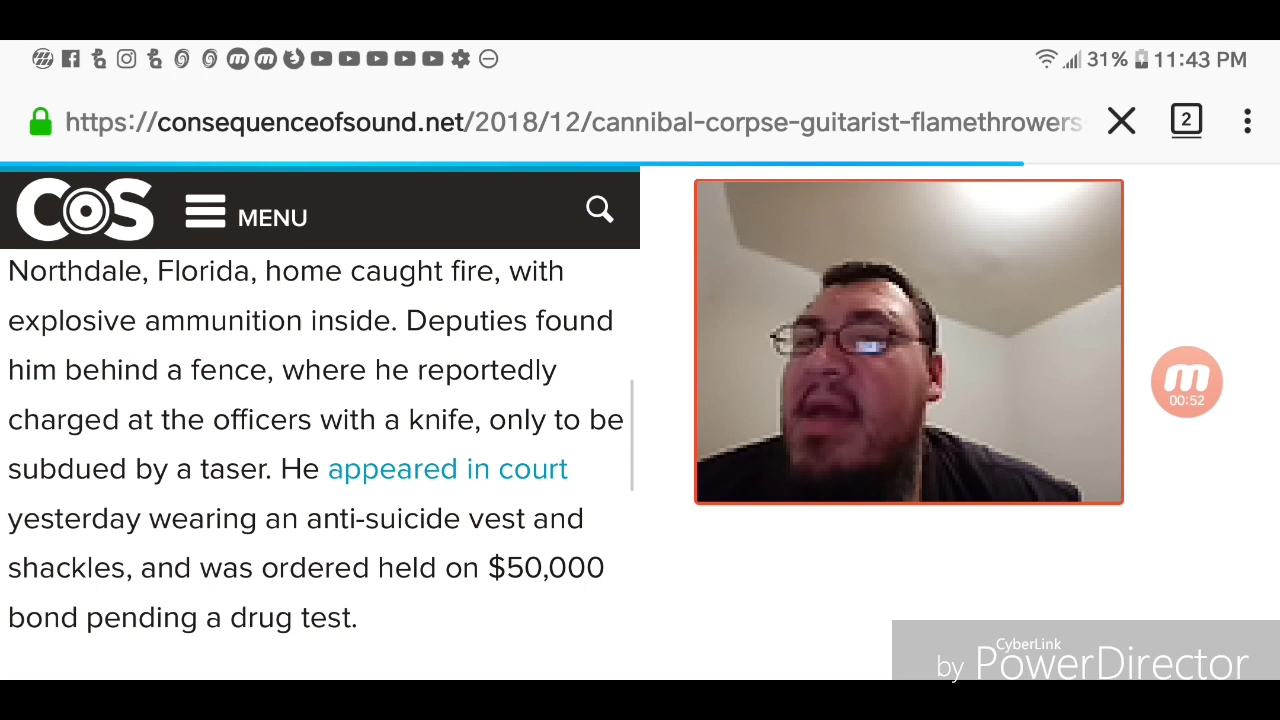 31% 11:43 PM
https://consequenceofsound.net/2018/12/cannibal-corpse-guitarist-flamethrowers-
2
COS
MENU
Northdale, Florida, home caught fire, with
explosive ammunition inside. Deputies found
him behind a fence, where he reportedly
charged at the officers with a knife, only to be
subdued by a taser. He appeared in court
yesterday wearing an anti-suicide vest and
shackles, and was ordered held on $50,000
bond pending a drug test.
m
00:52
CyberLink
by PowerDirector